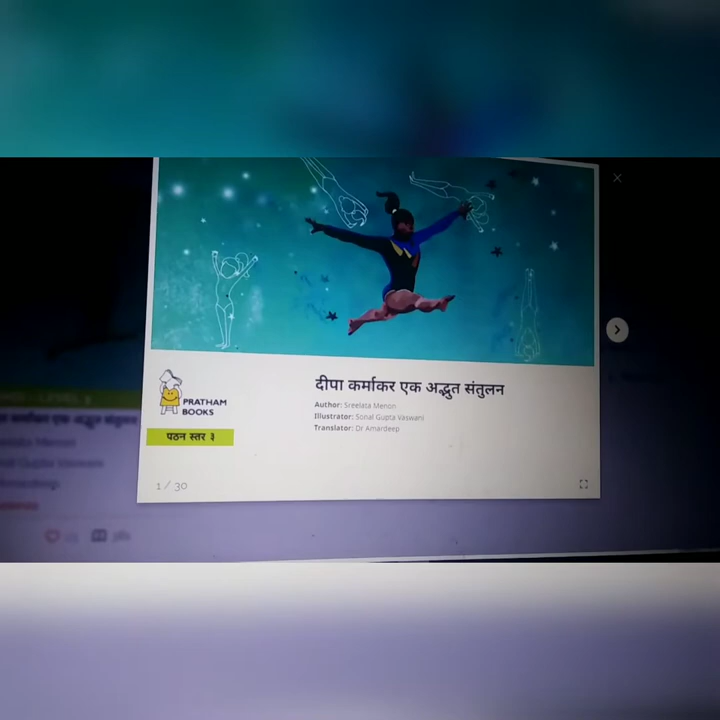 दीपा कर्माकर एक अद्भुत संतुलन
PRATHAM
BOOKS
Author: Sreelata Menon
Illustrator: Sonal Gupta Vaswani
Translator: Dr Amardeep
पठन स्तर ३
1 / 30